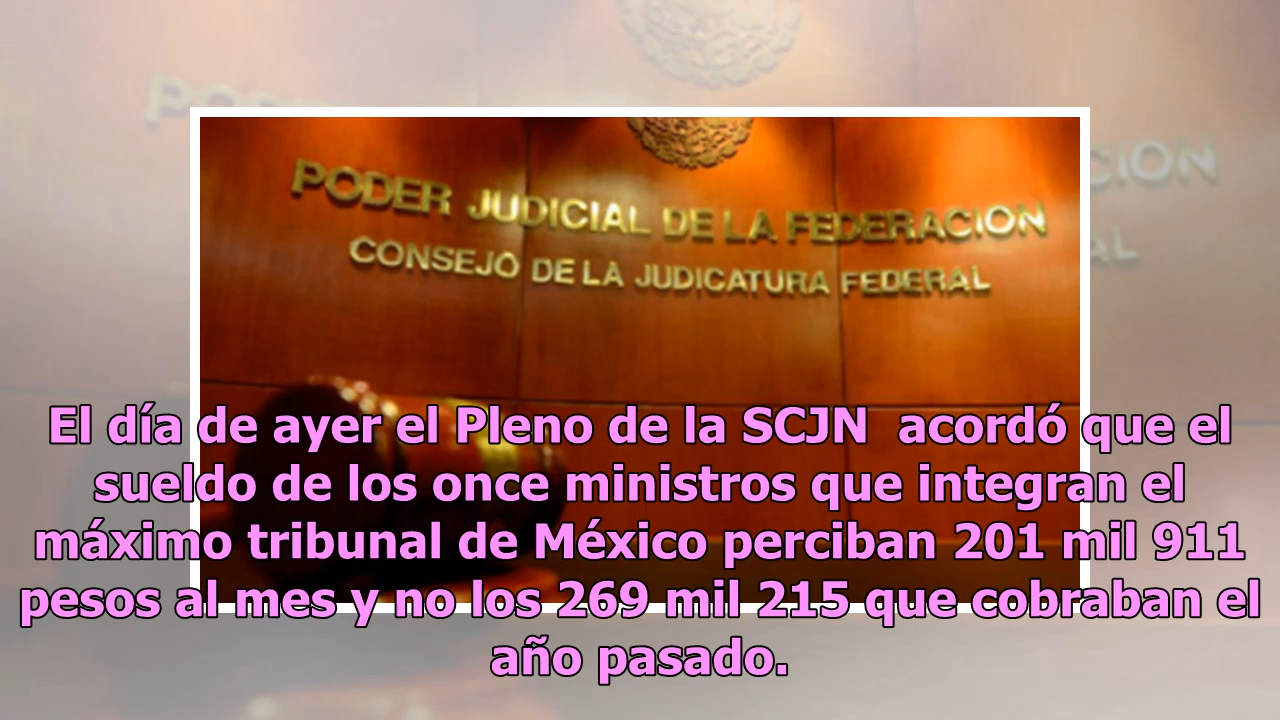 PODER JUDICIAL DE LA FEDERACION
CONSEJO DE LA JUDICATURA FEDERAL
El día de ayer el Pleno de la SCJN acordó que el
sueldo de los once ministros que integran el
máximo tribunal de México perciban 201 mil 911
pesos al mes y no los 269 mil 215 que cobraban el
año pasado.